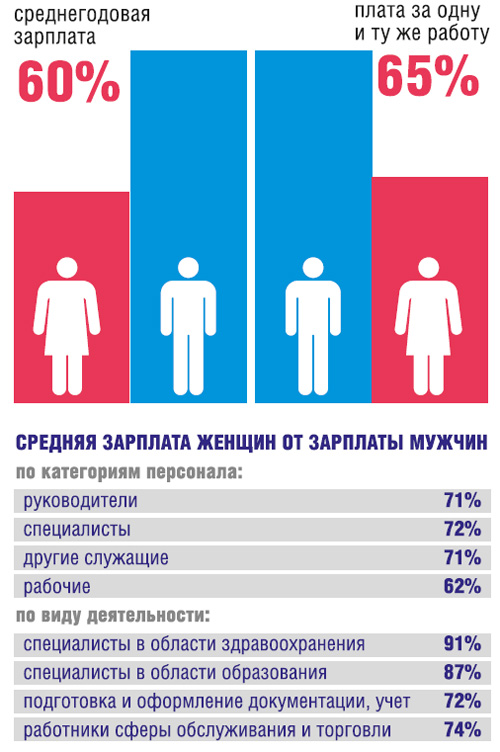 среднегодовая
зарплата
60%
плата за одну
и ту же работу
65%
СРЕДНЯЯ ЗАРПЛАТА ЖЕНЩИН ОТ ЗАРПЛАТЫ МУЖЧИН
по категориям персонала:
руководители 71%
специалисты 72%
другие служащие 71%
рабочие 62%
по виду деятельности:
специалисты в области здравоохранения 91%
специалисты в области образования 87%
подготовка и оформление документации, учет 72%
работники сферы обслуживания и торговли 74%